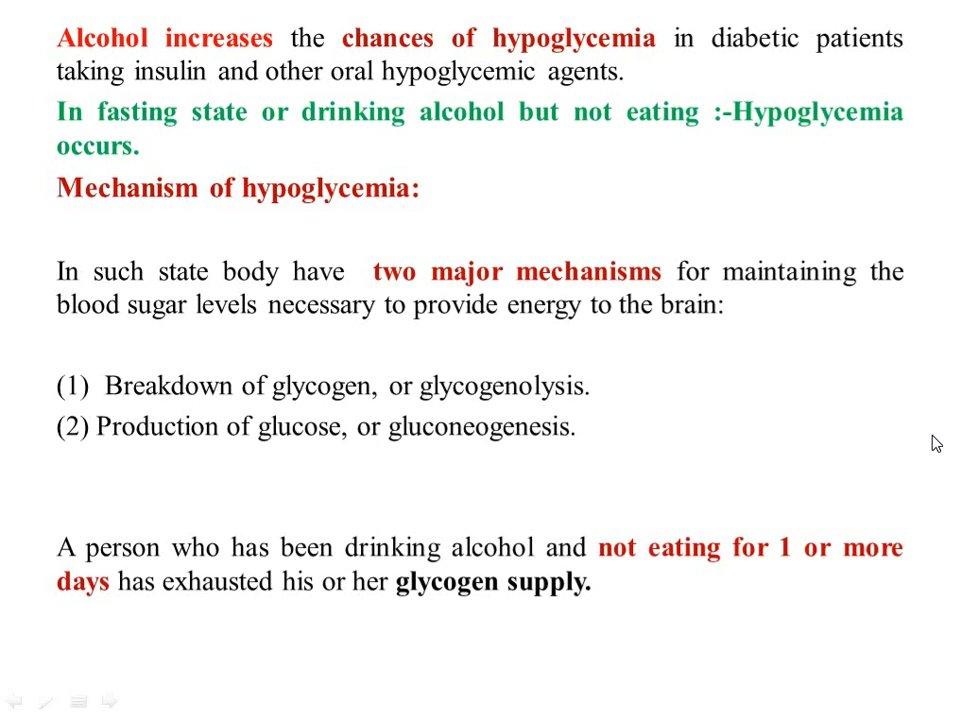 Alcohol increases the chances of hypoglycemia in diabetic patients
taking insulin and other oral hypoglycemic agents.
In fasting state or drinking alcohol but not eating :-Hypoglycemia
occurs.
Mechanism of hypoglycemia:
In such state body have two major mechanisms for maintaining the
blood sugar levels necessary to provide energy to the brain:
(1) Breakdown of glycogen, or glycogenolysis.
(2) Production of glucose, or gluconeogenesis.
A person who has been drinking alcohol and not eating for 1 or more
days has exhausted his or her glycogen supply.